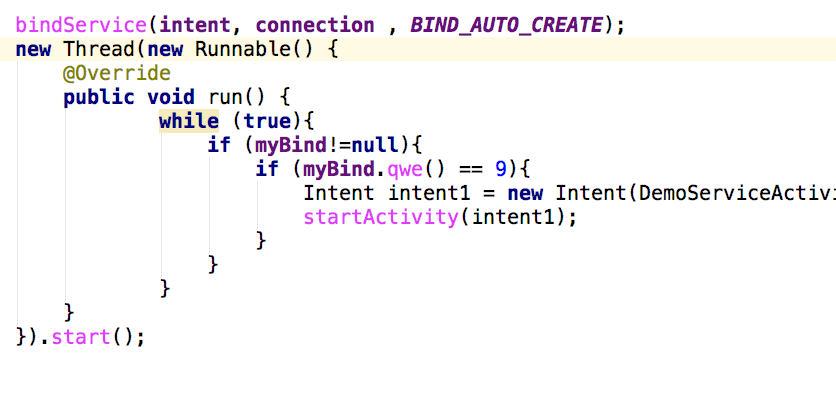 bindService(intent, connection , BIND_AUTO_CREATE);
new Thread(new Runnable() {
@Override
public void run() {
while (true){
if (myBind!=null){
if (myBind.qwe() == 9){
Intent intent1 = new Intent(DemoServiceActivi
startActivity(intent1);
}
}
}
}
}).start();